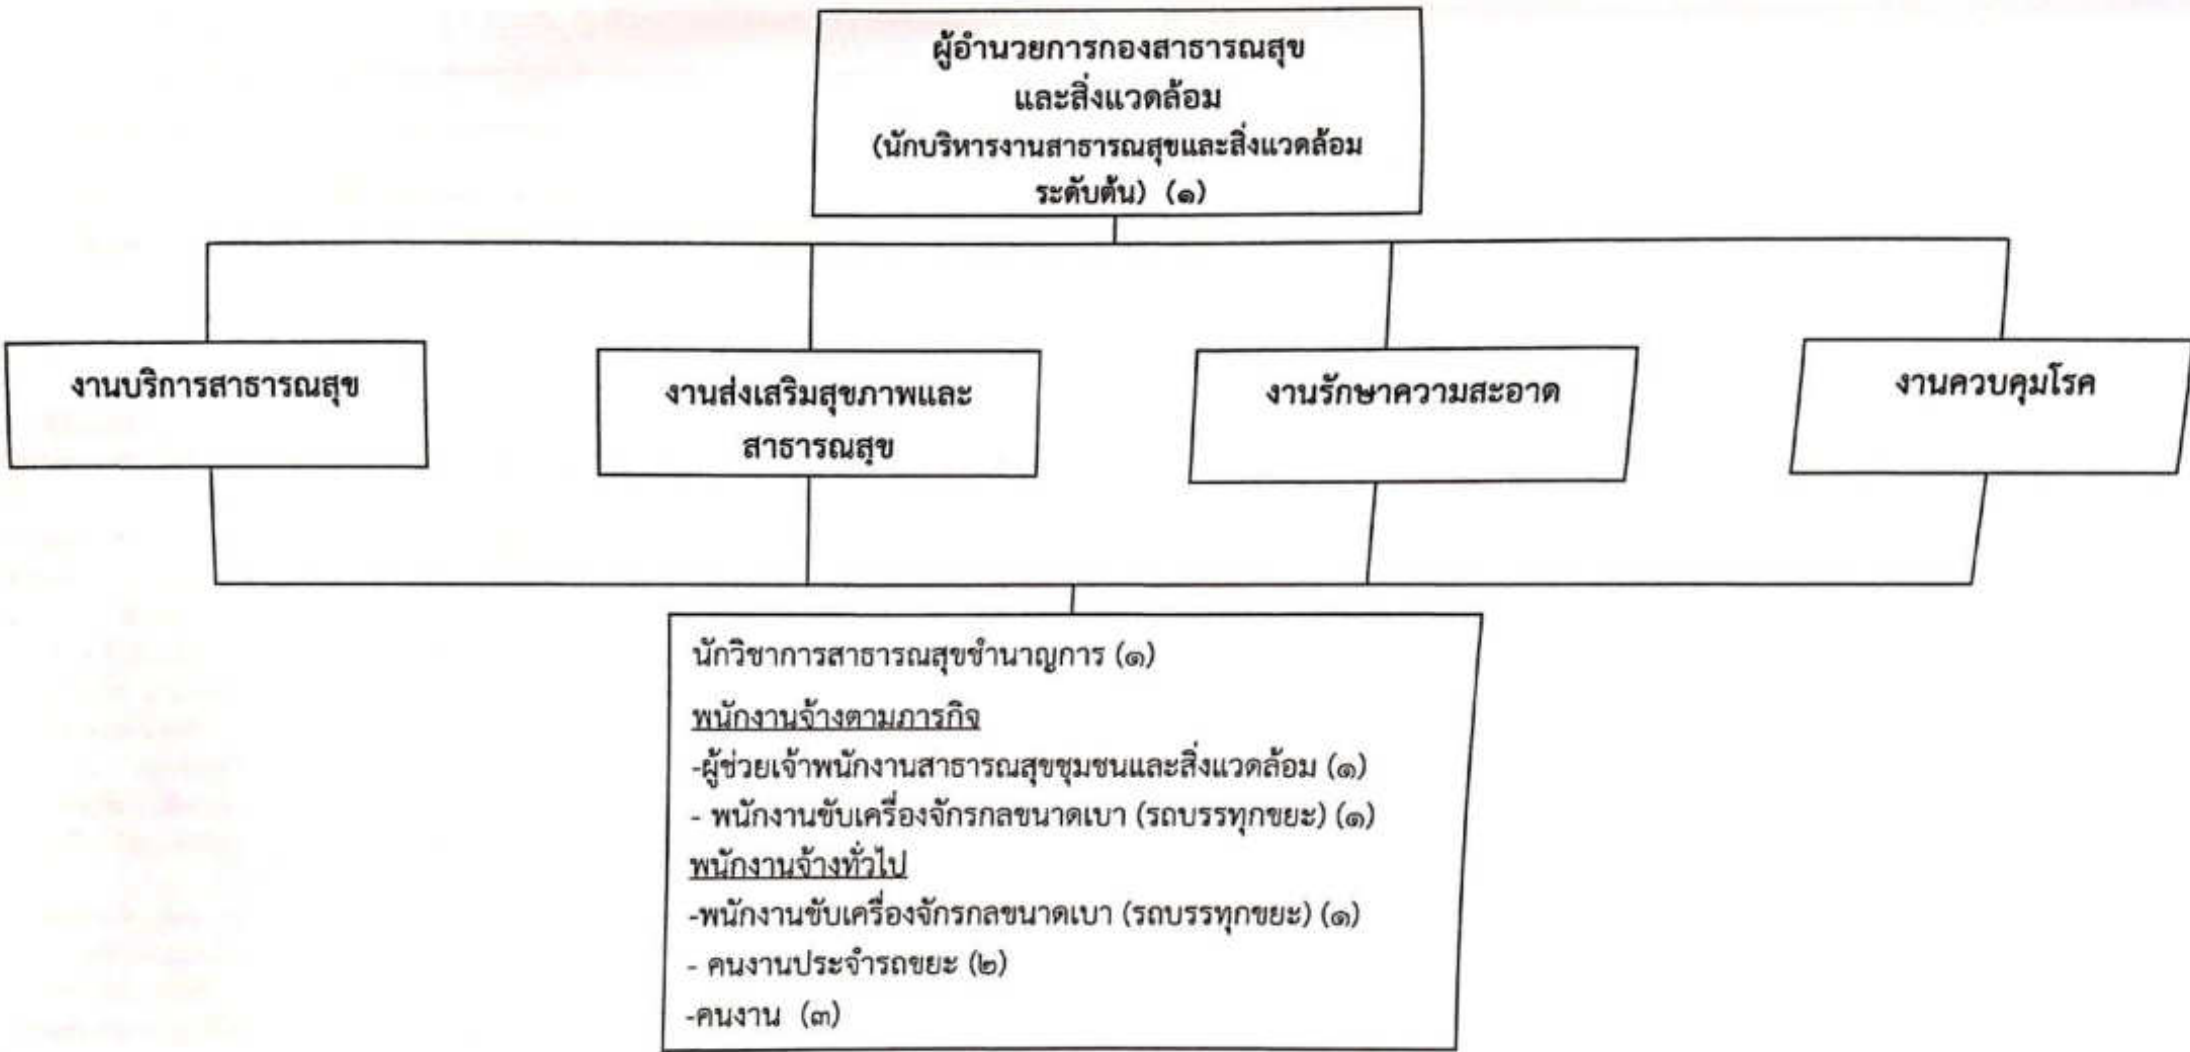 ผู้อำนวยการกองสาธารณสุข
และสิ่งแวดล้อม
(นักบริหารงานสาธารณสุขและสิ่งแวดล้อม
ระดับต้น) (๑)
งานบริการสาธารณสุข
งานส่งเสริมสุขภาพและ
สาธารณสุข
งานรักษาความสะอาด
งานควบคุมโรค
นักวิชาการสาธารณสุขชำนาญการ (๑)
พนักงานจ้างตามภารกิจ
-ผู้ช่วยเจ้าพนักงานสาธารณสุขชุมชนและสิ่งแวดล้อม (๑)
- พนักงานขับเครื่องจักรกลขนาดเบา (รถบรรทุกขยะ) (๑)
พนักงานจ้างทั่วไป
-พนักงานขับเครื่องจักรกลขนาดเบา (รถบรรทุกขยะ) (๑)
- คนงานประจำรถขยะ (๒)
-คนงาน (๓)